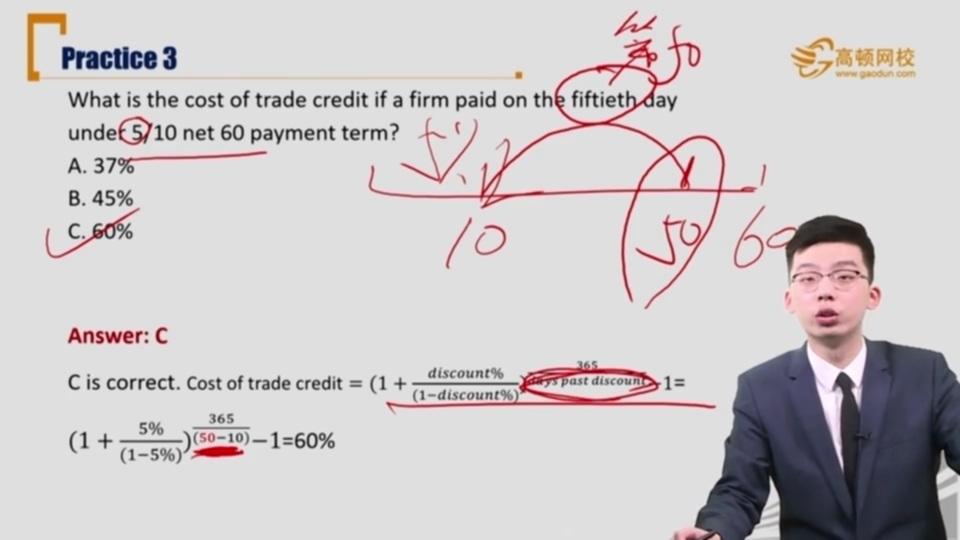 Practice 3
高顿网校
www.gaodun.com
第50
What is the cost of trade credit if a firm paid on the fiftieth day
under 5/10 net 60 payment term?
A. 37%
B. 45%
C. 60%
10
50
60
Answer: C
C is correct. Cost of trade credit = (1 + discount%/(1−discount%))^(365/days past discount) -1=
(1 + 5%/(1−5%))^(365/(50−10)) −1=60%